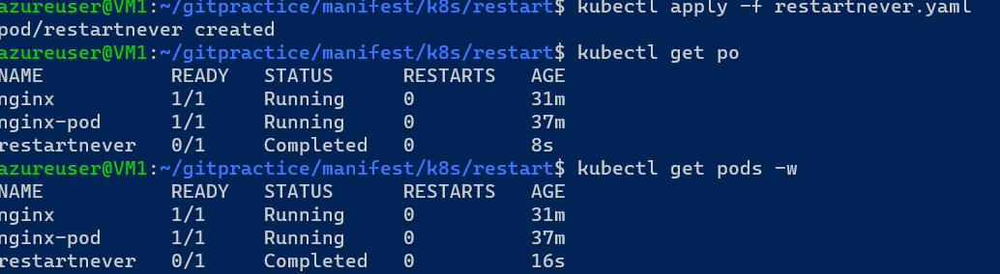 azureuser@VM1:~/gitpractice/manifest/k8s/restart$ kubectl apply -f restartnever.yaml
pod/restartnever created
azureuser@VM1:~/gitpractice/manifest/k8s/restart$ kubectl get po
NAME           READY   STATUS      RESTARTS   AGE
nginx          1/1     Running     0          31m
nginx-pod      1/1     Running     0          37m
restartnever   0/1     Completed   0          8s
azureuser@VM1:~/gitpractice/manifest/k8s/restart$ kubectl get pods -w
NAME           READY   STATUS      RESTARTS   AGE
nginx          1/1     Running     0          31m
nginx-pod      1/1     Running     0          37m
restartnever   0/1     Completed   0          16s